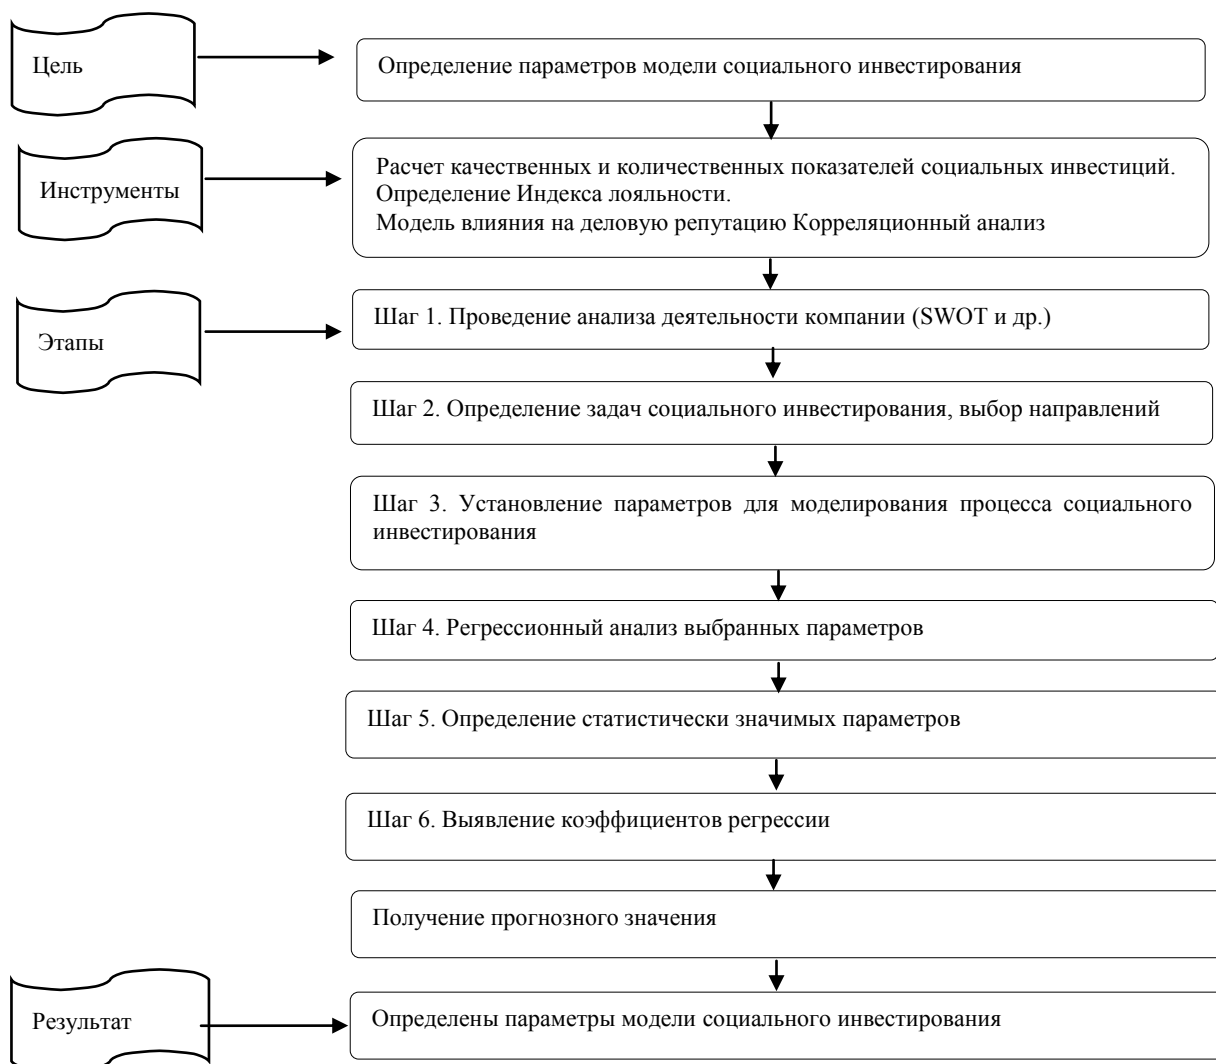 Цель
Определение параметров модели социального инвестирования
Инструменты
Расчет качественных и количественных показателей социальных инвестиций.
Определение Индекса лояльности.
Модель влияния на деловую репутацию Корреляционный анализ
Этапы
Шаг 1. Проведение анализа деятельности компании (SWOT и др.)
Шаг 2. Определение задач социального инвестирования, выбор направлений
Шаг 3. Установление параметров для моделирования процесса социального
инвестирования
Шаг 4. Регрессионный анализ выбранных параметров
Шаг 5. Определение статистически значимых параметров
Шаг 6. Выявление коэффициентов регрессии
Получение прогнозного значения
Результат
Определены параметры модели социального инвестирования